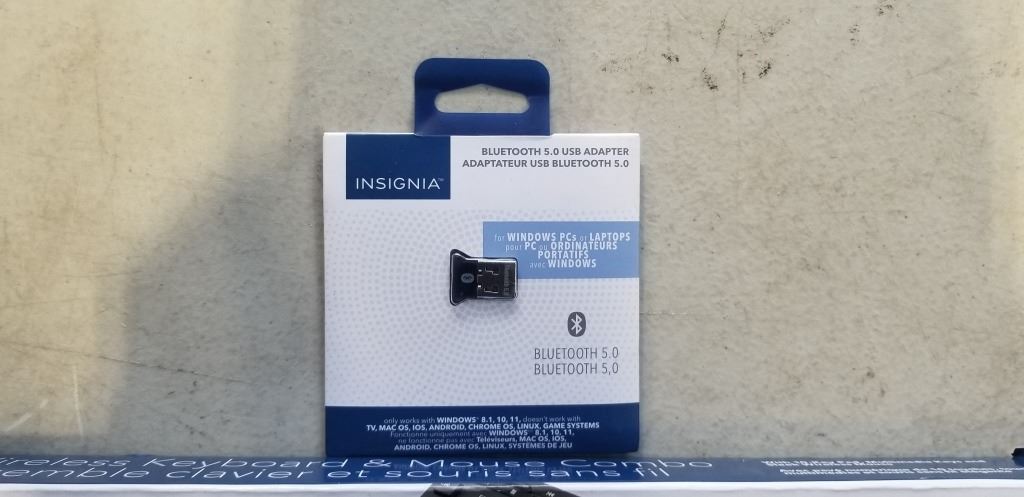 BLUETOOTH 5.0 USB ADAPTER
ADAPTATEUR USB BLUETOOTH 5.0
INSIGNIA™
for WINDOWS PCs or LAPTOPS
pour PC ou ORDINATEURS
PORTATIFS
avec WINDOWS
BLUETOOTH 5.0
BLUETOOTH 5,0
only works with WINDOWS® 8.1, 10, 11, doesn't work with
TV, MAC OS, IOS, ANDROID, CHROME OS, LINUX, GAME SYSTEMS
Fonctionne uniquement avec WINDOWS® 8.1, 10, 11,
ne fonctionne pas avec Téléviseurs, MAC OS, IOS,
ANDROID, CHROME OS, LINUX, SYSTEMES DE JEU
Wireless Keyboard & Mouse Combo
emble clavier et souris sans fil